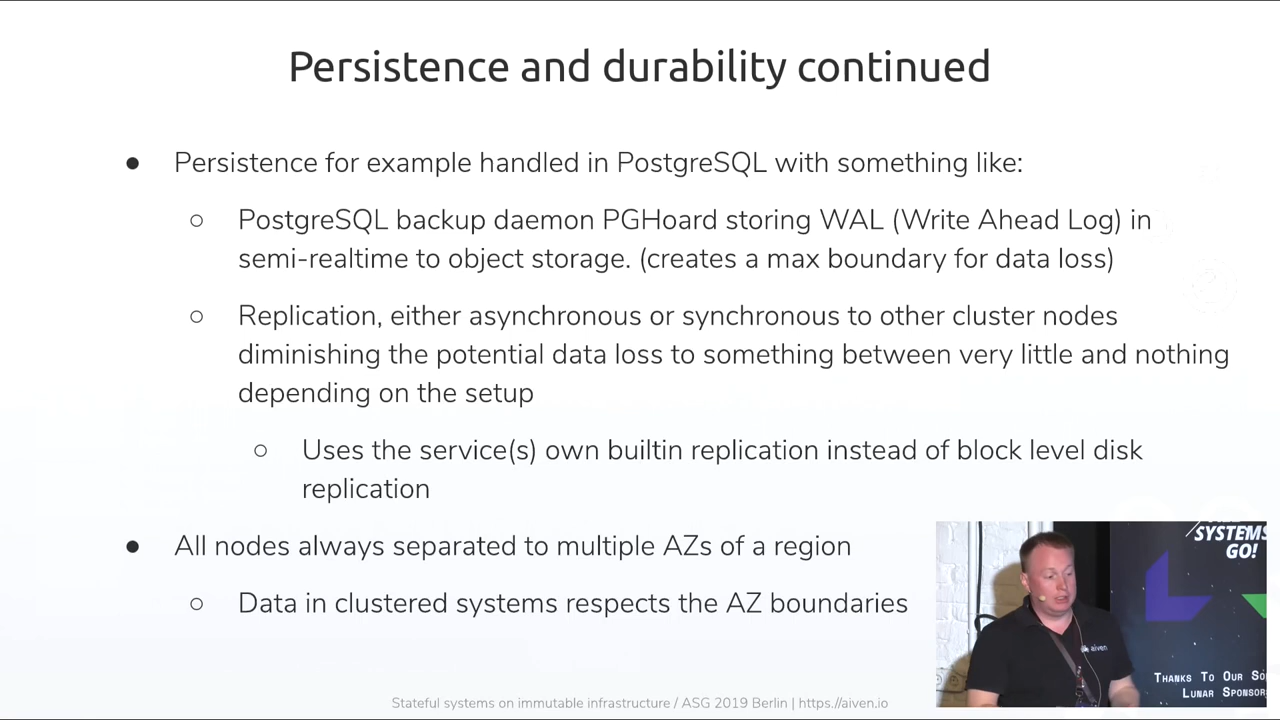 Persistence and durability continued
● Persistence for example handled in PostgreSQL with something like:
○ PostgreSQL backup daemon PGHoard storing WAL (Write Ahead Log) in
semi-realtime to object storage. (creates a max boundary for data loss)
○ Replication, either asynchronous or synchronous to other cluster nodes
diminishing the potential data loss to something between very little and nothing
depending on the setup
○ Uses the service(s) own builtin replication instead of block level disk
replication
● All nodes always separated to multiple AZs of a region
○ Data in clustered systems respects the AZ boundaries
SYSTEMS
GO!
aiven
Thanks To Our So
Lunar Sponsor
Stateful systems on immutable infrastructure / ASG 2019 Berlin | https://aiven.io